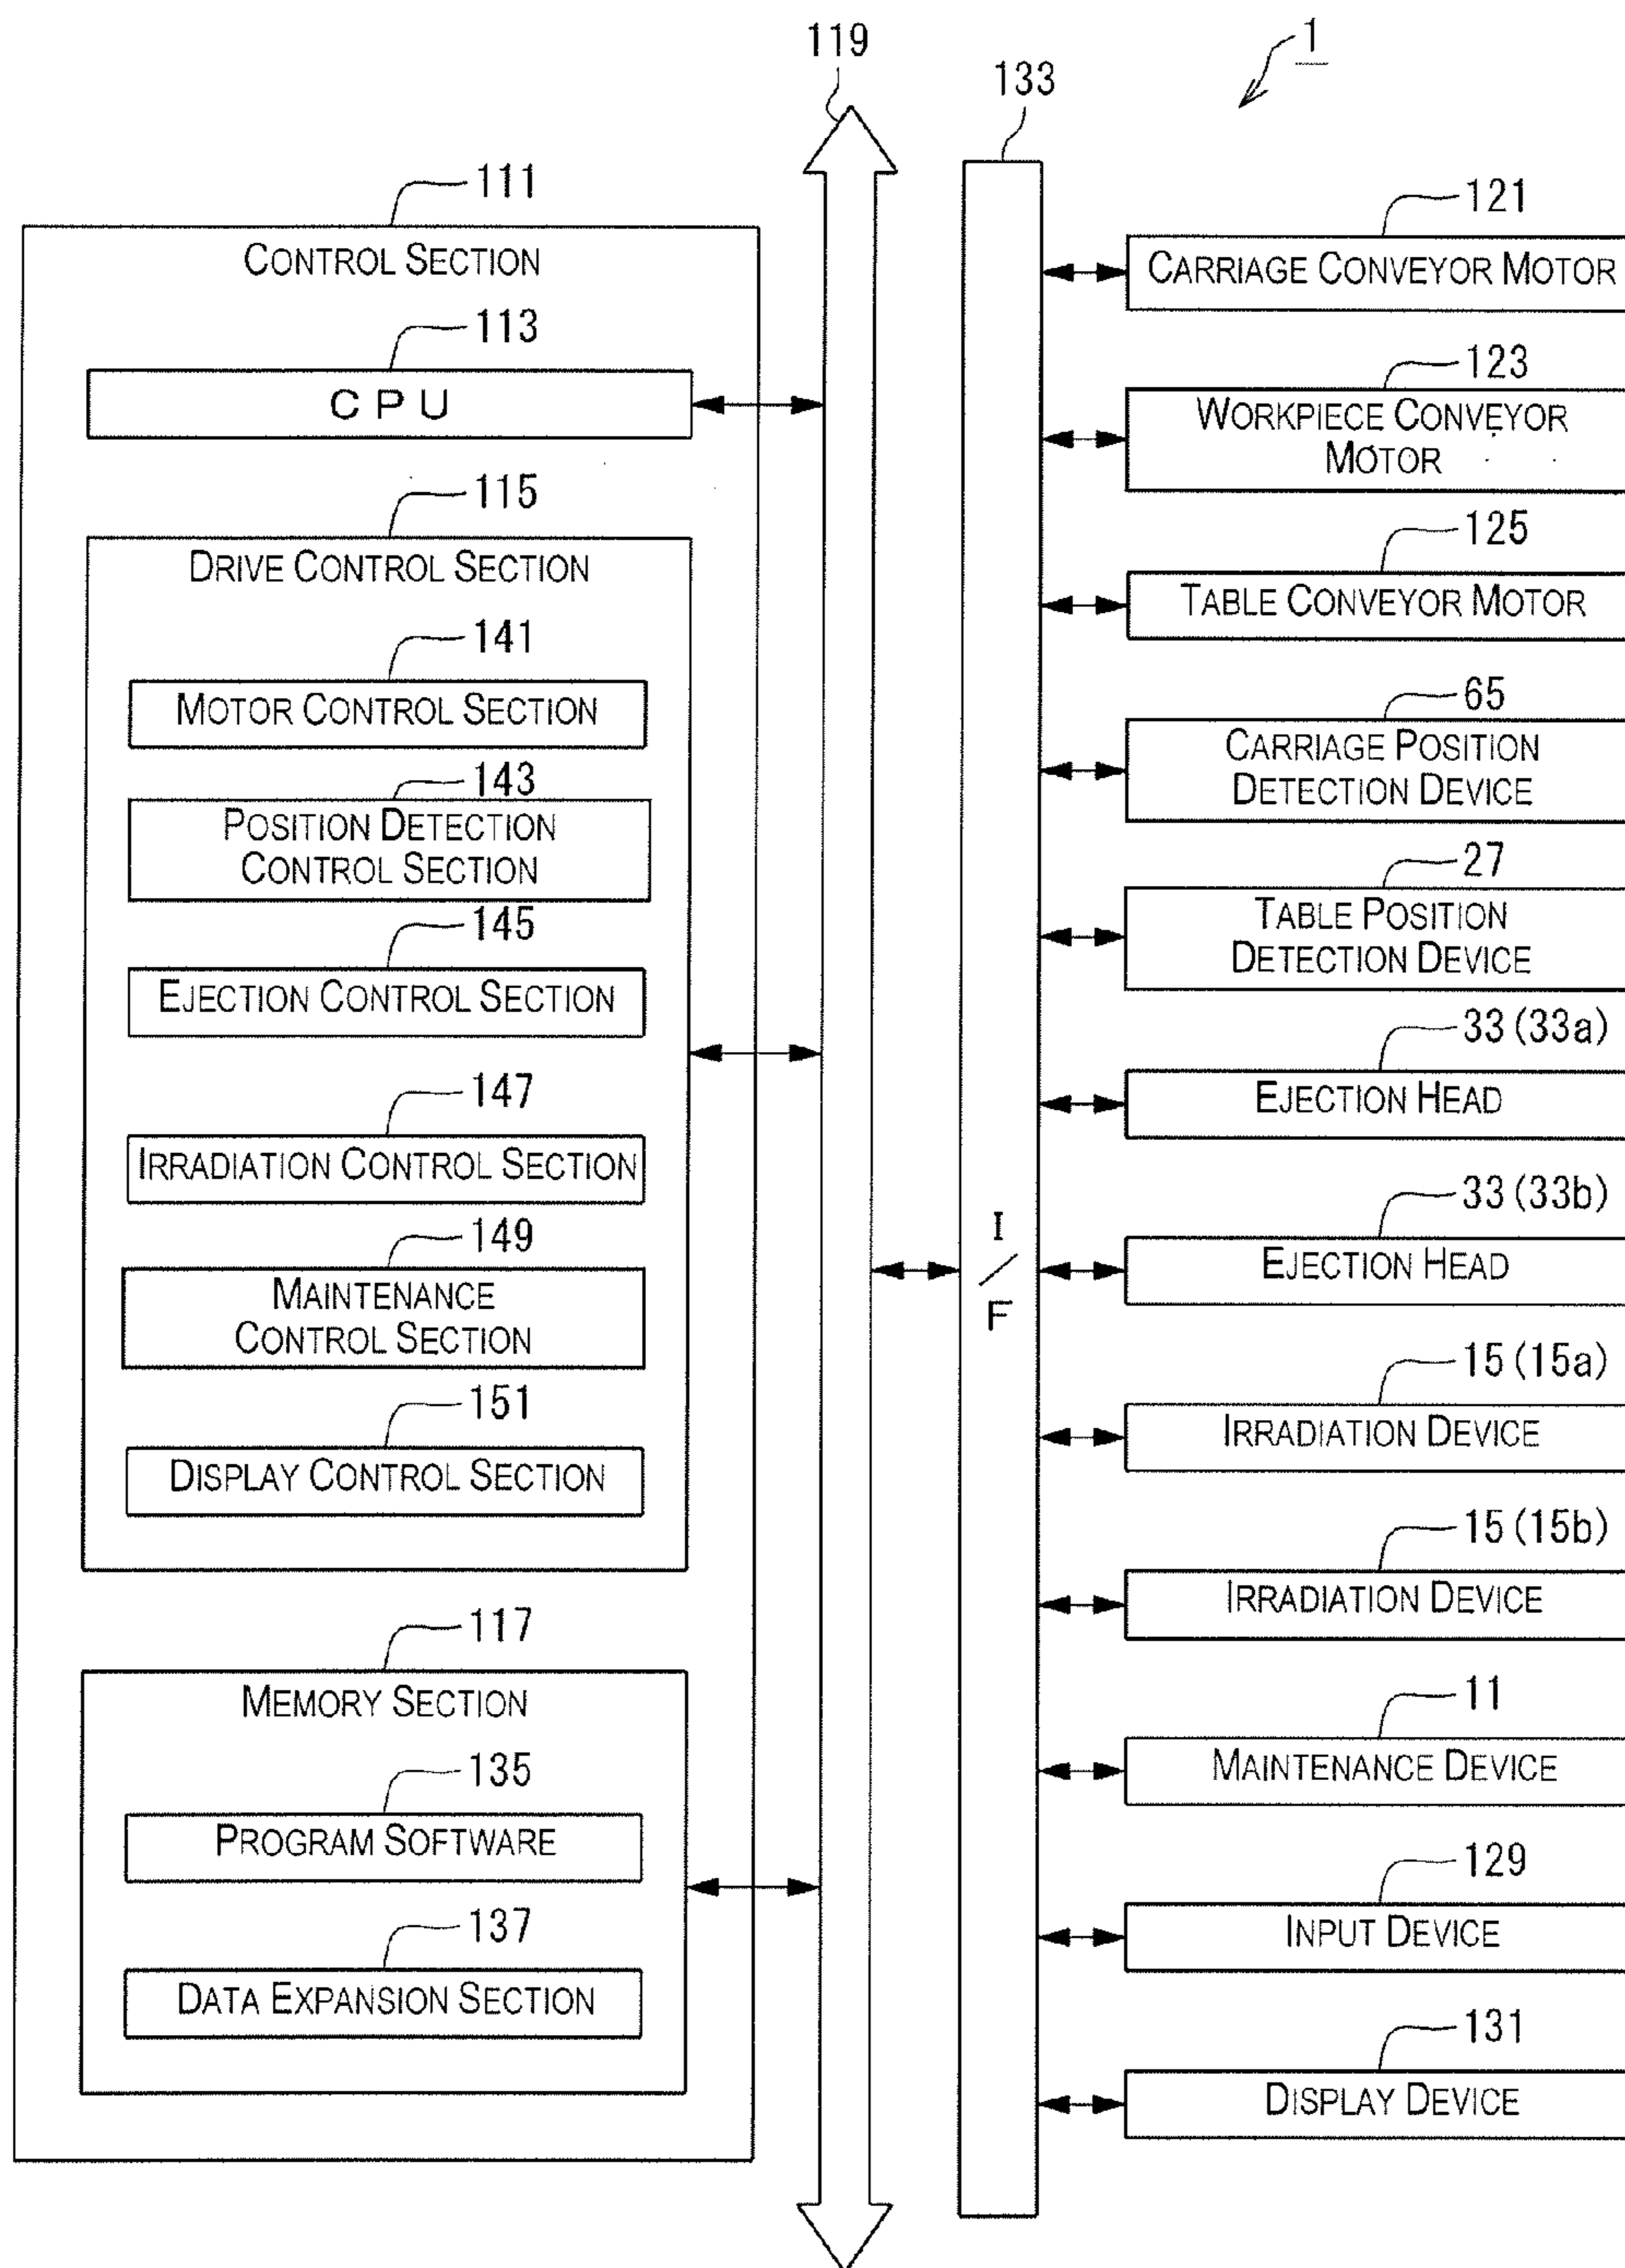 119
1
133
111
CONTROL SECTION
113
CPU
115
DRIVE CONTROL SECTION
141
MOTOR CONTROL SECTION
143
POSITION DETECTION
CONTROL SECTION
145
EJECTION CONTROL SECTION
147
IRRADIATION CONTROL SECTION
149
MAINTENANCE
CONTROL SECTION
151
DISPLAY CONTROL SECTION
117
MEMORY SECTION
135
PROGRAM SOFTWARE
137
DATA EXPANSION SECTION
I
/
F
121
CARRIAGE CONVEYOR MOTOR
123
WORKPIECE CONVEYOR
MOTOR
125
TABLE CONVEYOR MOTOR
65
CARRIAGE POSITION
DETECTION DEVICE
27
TABLE POSITION
DETECTION DEVICE
33 (33a)
EJECTION HEAD
33 (33b)
EJECTION HEAD
15 (15a)
IRRADIATION DEVICE
15 (15b)
IRRADIATION DEVICE
11
MAINTENANCE DEVICE
129
INPUT DEVICE
131
DISPLAY DEVICE